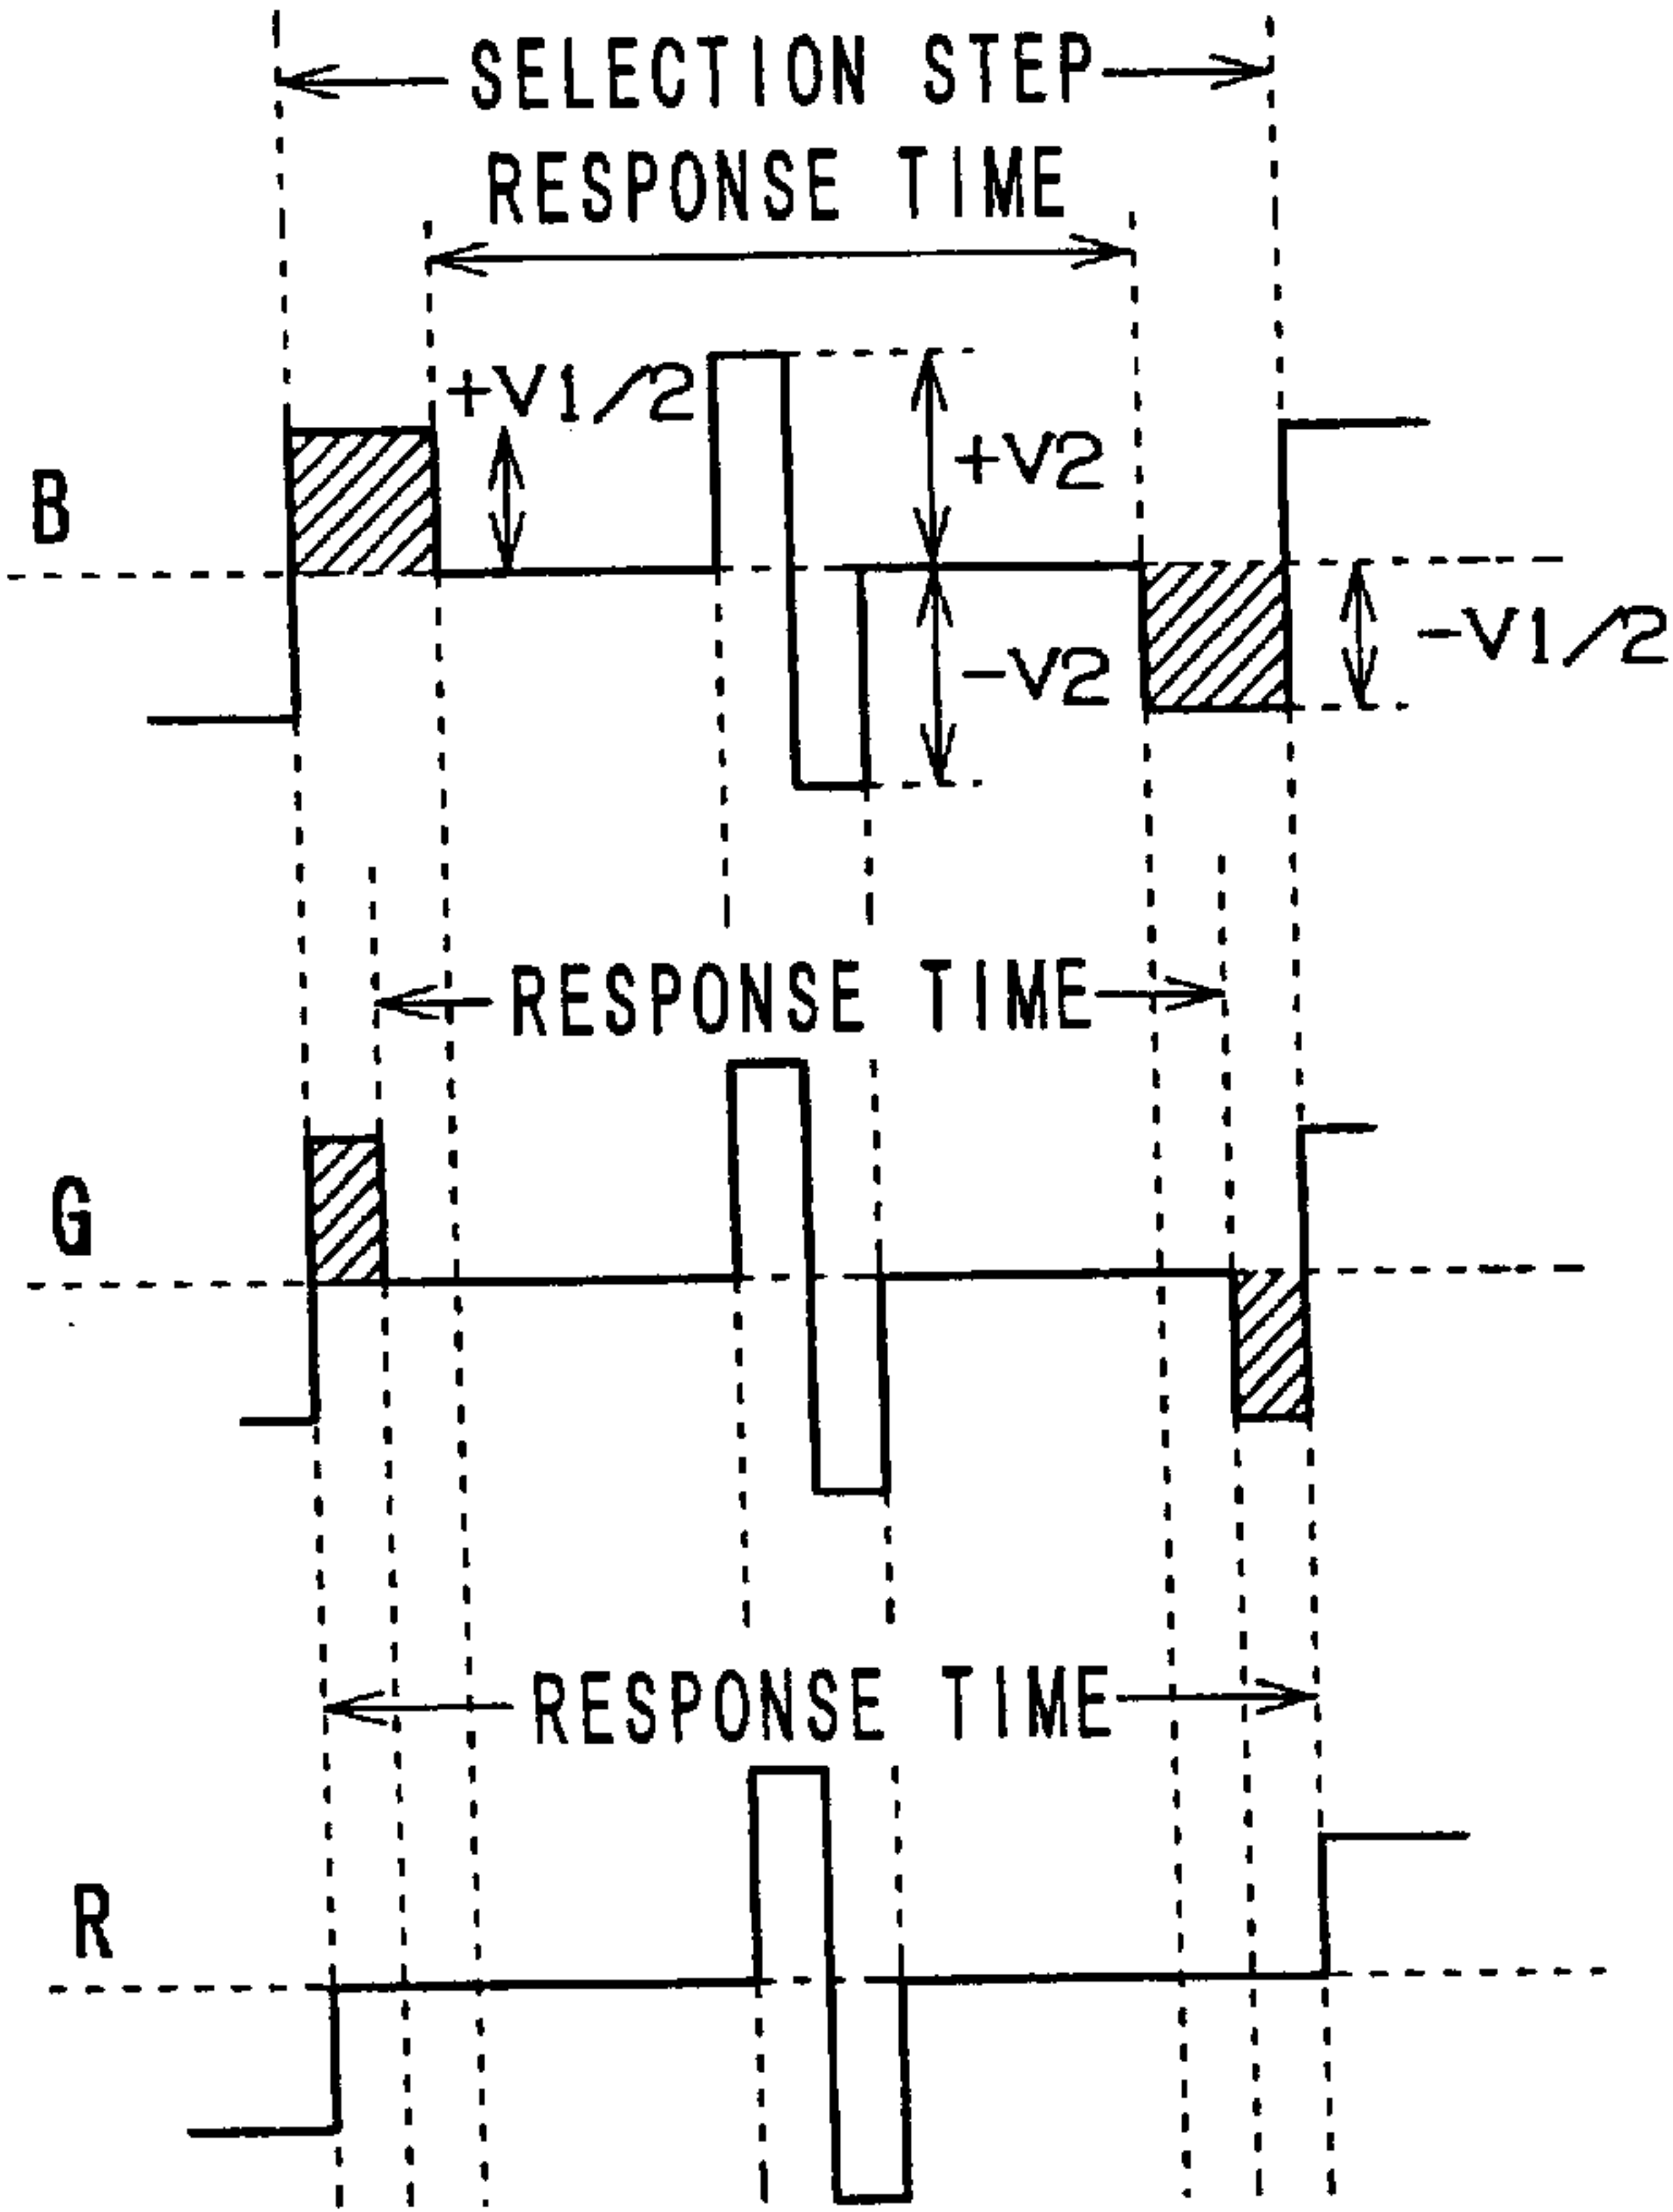 SELECTION STEP
RESPONSE TIME
+V1/2
+V2
B
-V1/2
-V2
RESPONSE TIME
G
RESPONSE TIME
R